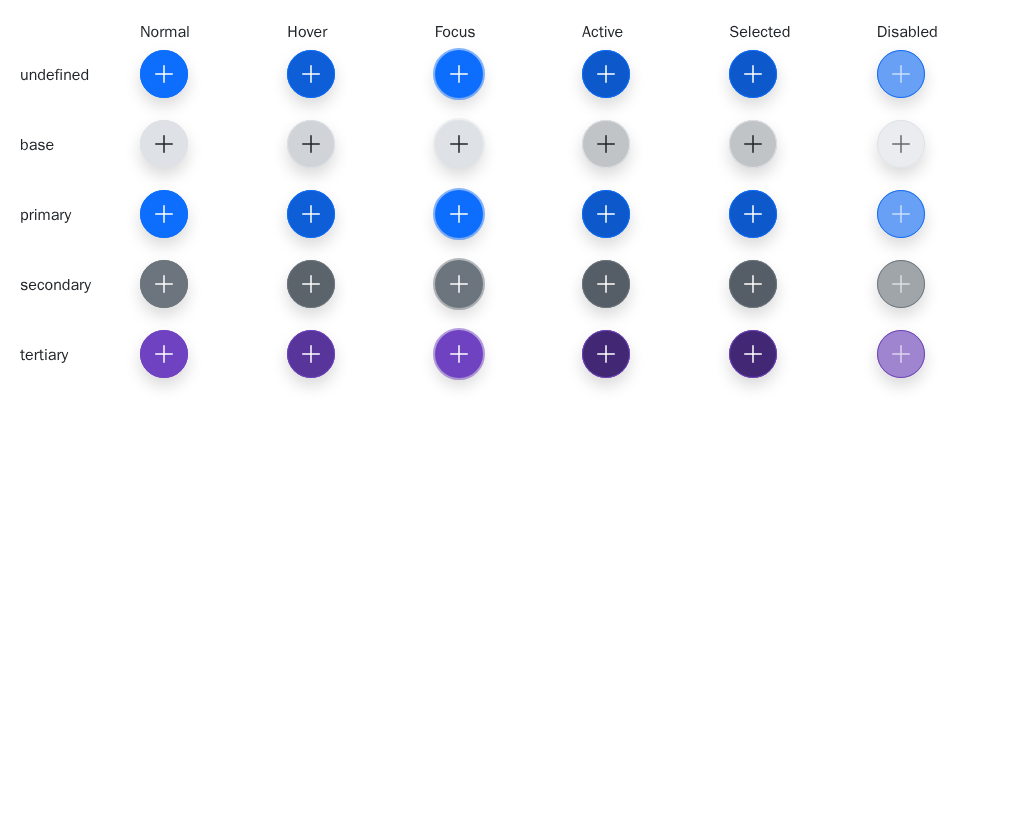 Normal Hover Focus Active Selected Disabled
undefined
base
primary
secondary
tertiary